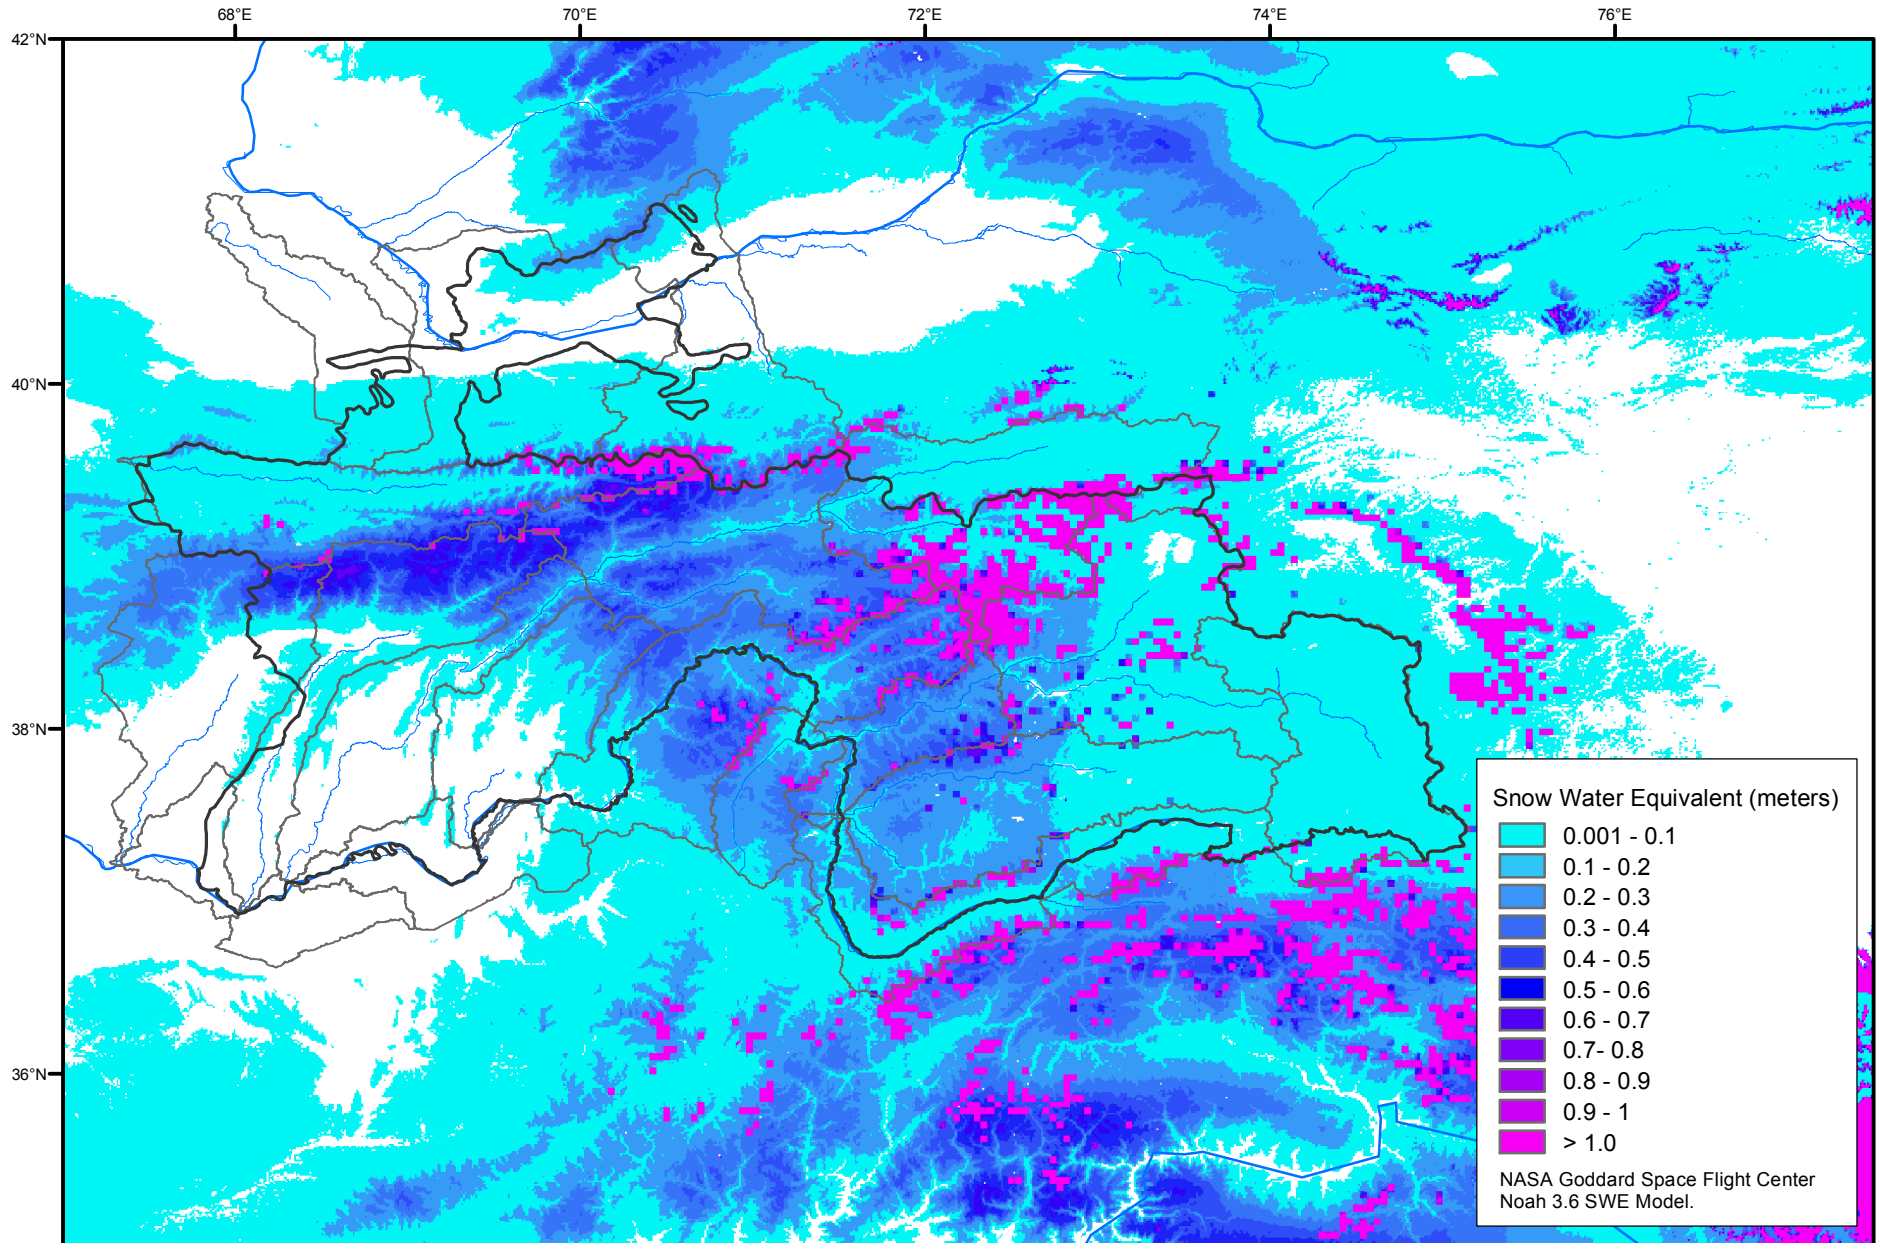 68°E
70°E
72°E
74°E
76°E
42°N
40°N
38°N
36°N
Snow Water Equivalent (meters)
0.001 - 0.1
0.1 - 0.2
0.2 - 0.3
0.3 - 0.4
0.4 - 0.5
0.5 - 0.6
0.6 - 0.7
0.7- 0.8
0.8 - 0.9
0.9 - 1
> 1.0
NASA Goddard Space Flight Center
Noah 3.6 SWE Model.